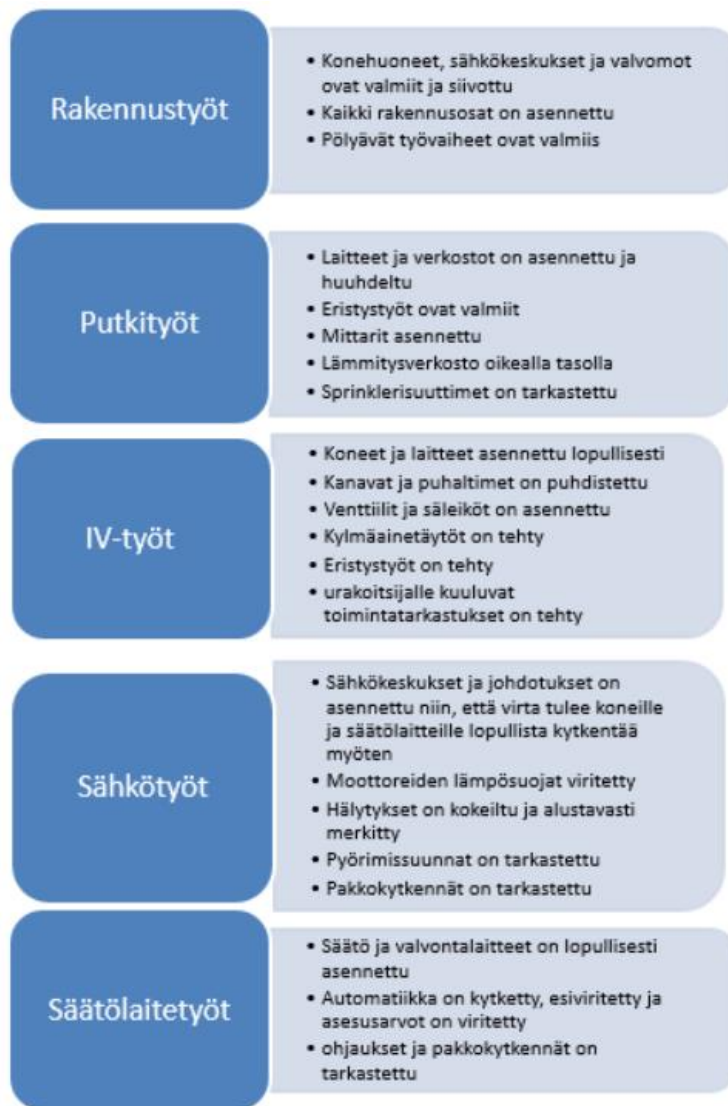 Rakennustyöt
• Konehuoneet, sähkökeskukset ja valvomot
ovat valmiit ja siivottu
• Kaikki rakennusosat on asennettu
• Pölyävät työvaiheet ovat valmis
Putkityöt
• Laitteet ja verkostot on asennettu ja
huuhdeltu
• Eristystyöt ovat valmiit
• Mittarit asennettu
• Lämmitysverkosto oikealla tasolla
• Sprinklerisuuttimet on tarkastettu
IV-työt
• Koneet ja laitteet asennettu lopullisesti
• Kanavat ja puhaltimet on puhdistettu
• Venttiilit ja säleiköt on asennettu
• Kylmäainetäytöt on tehty
• Eristystyöt on tehty
• urakoitsijalle kuuluvat
toimintatarkastukset on tehty
Sähkötyöt
• Sähkökeskukset ja johdotukset on
asennettu niin, että virta tulee koneille
ja säätölaitteille lopullista kytkentää
myöten
• Moottoreiden lämpösuojat viritetty
• Hälytykset on kokeiltu ja alustavasti
merkitty
• Pyörimissuunnat on tarkastettu
• Pakkokytkennät on tarkastettu
Säätölaitetyöt
• Säätö ja valvontalaitteet on lopullisesti
asennettu
• Automatiikka on kytketty, esiviritetty ja
asesusarvot on viritetty
• ohjaukset ja pakkokytkennät on
tarkastettu